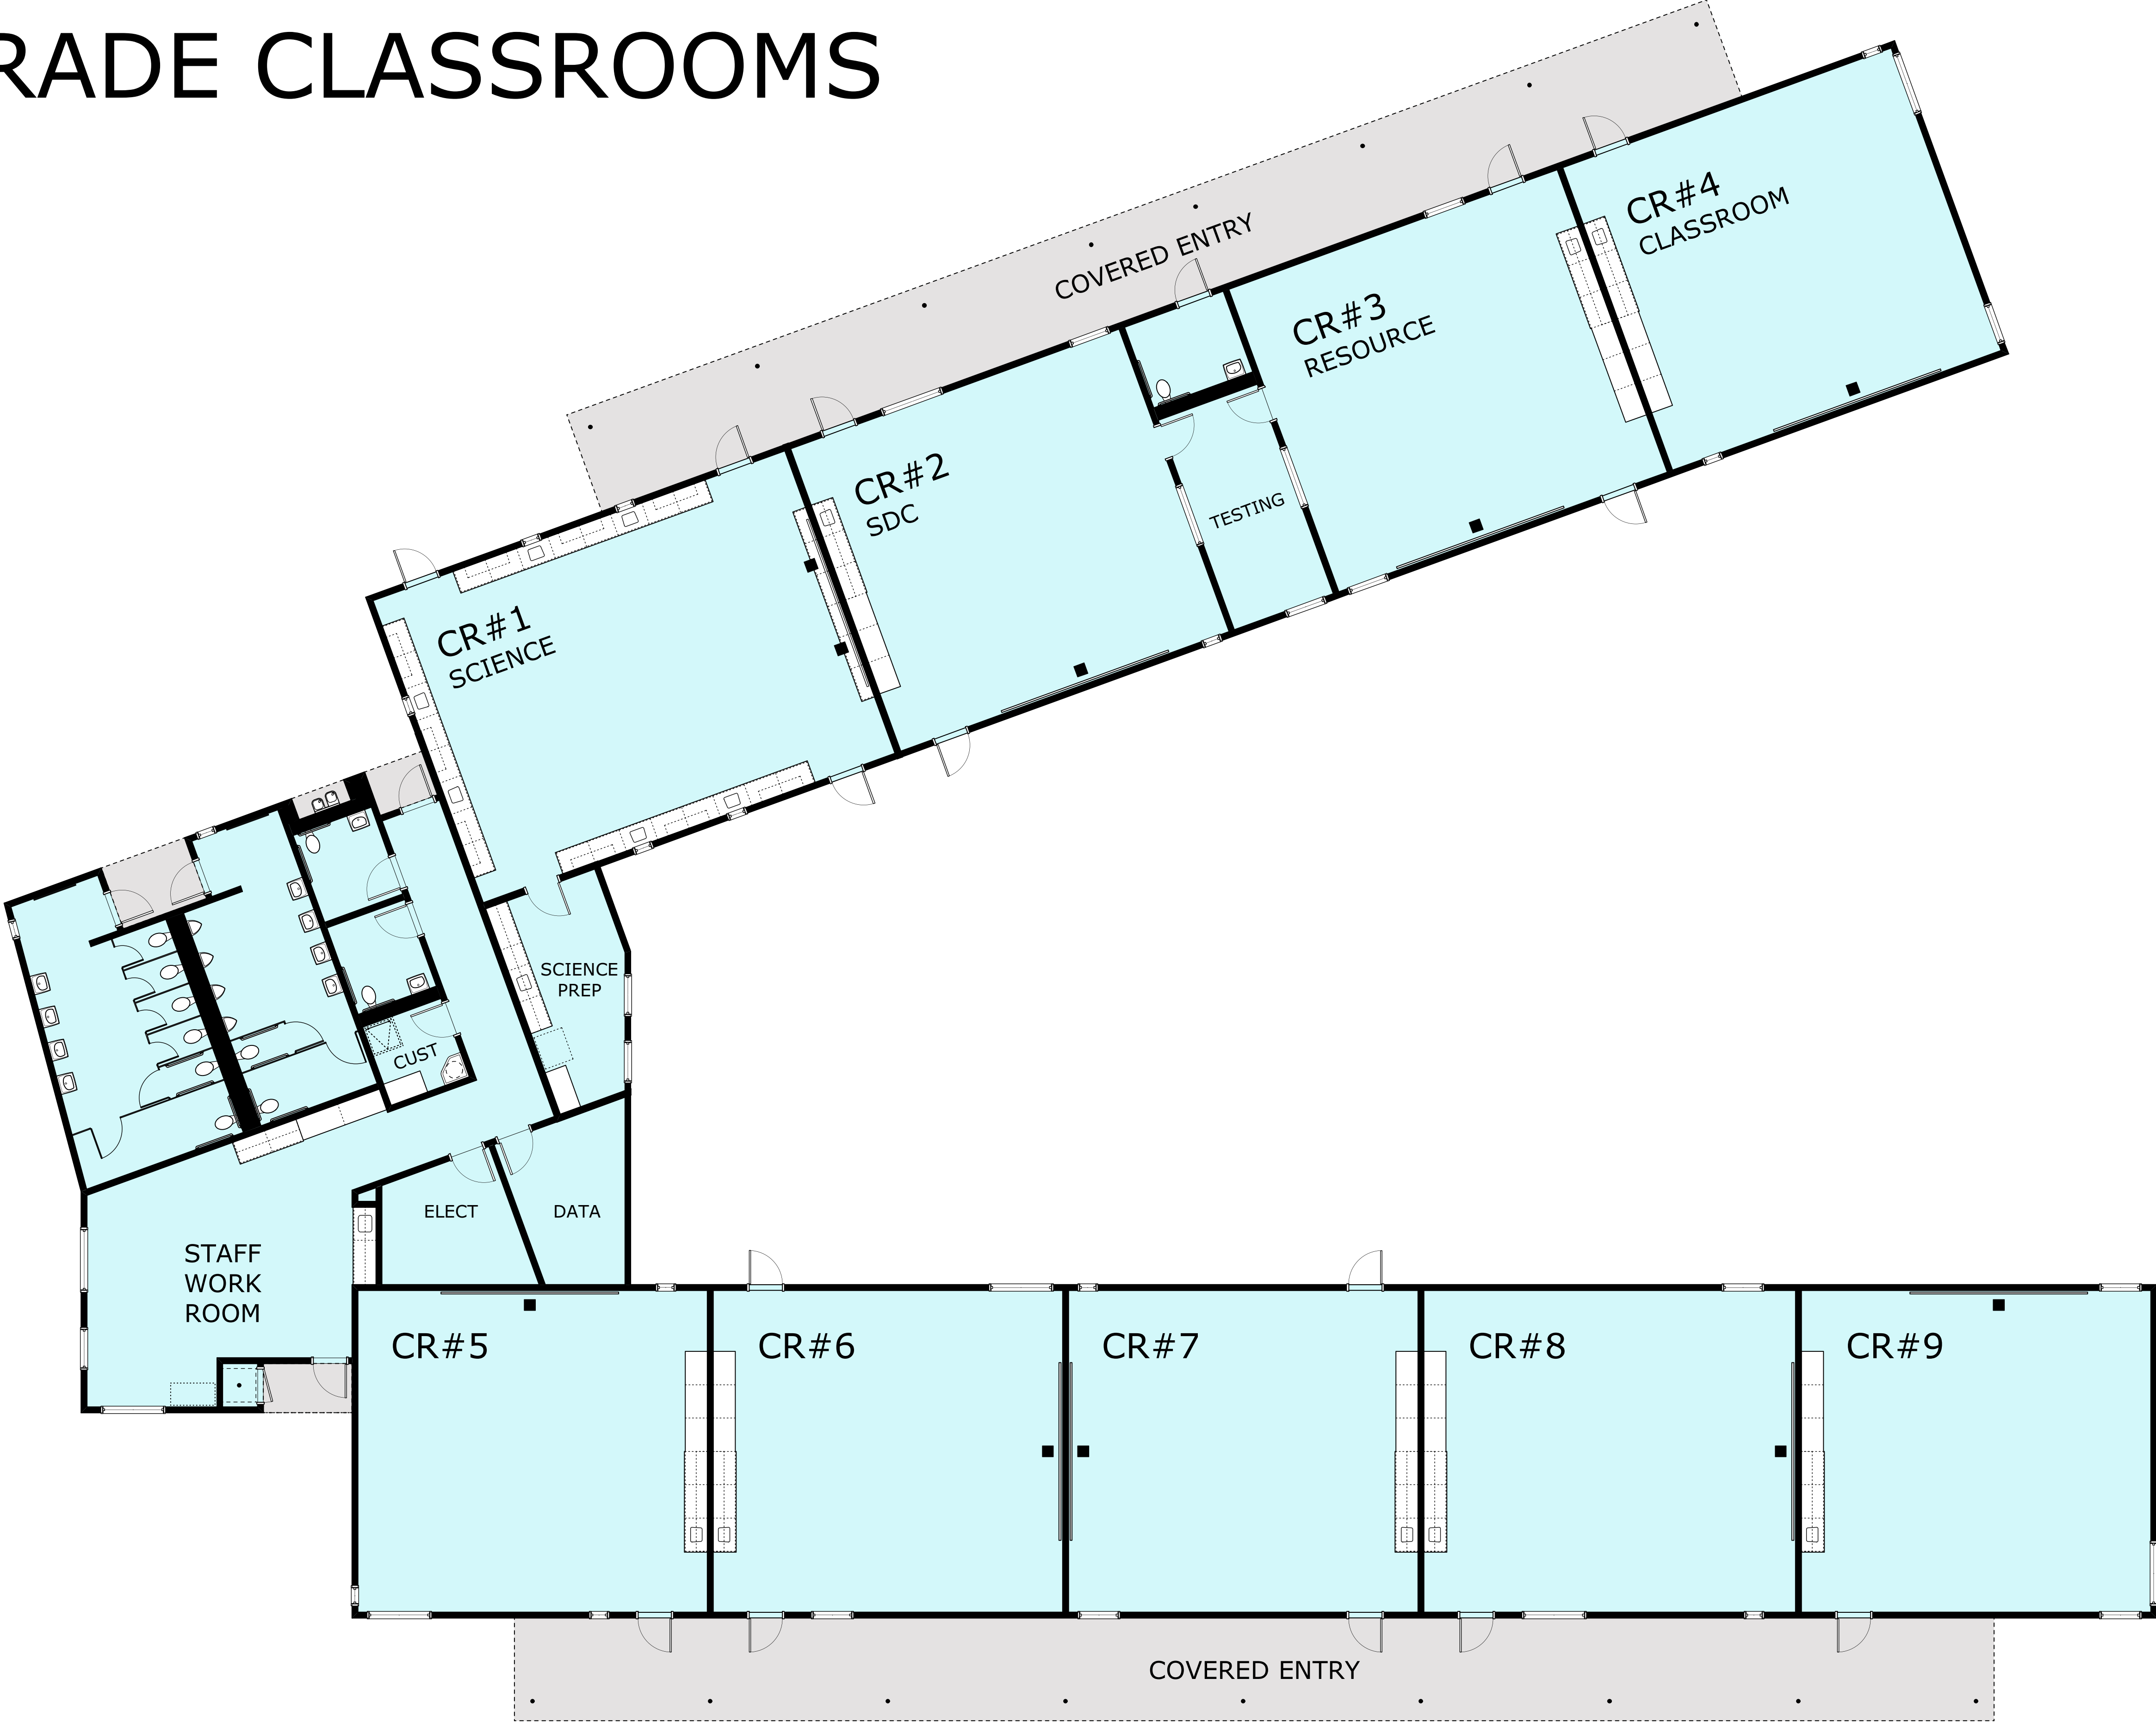 RADE CLASSROOMS
COVERED ENTRY
CR#4
CLASSROOM
CR#3
RESOURCE
CR#2
SDC
TESTING
CR#1
SCIENCE
SCIENCE
PREP
CUST
ELECT
DATA
STAFF
WORK
ROOM
CR#5
CR#6
CR#7
CR#8
CR#9
COVERED ENTRY